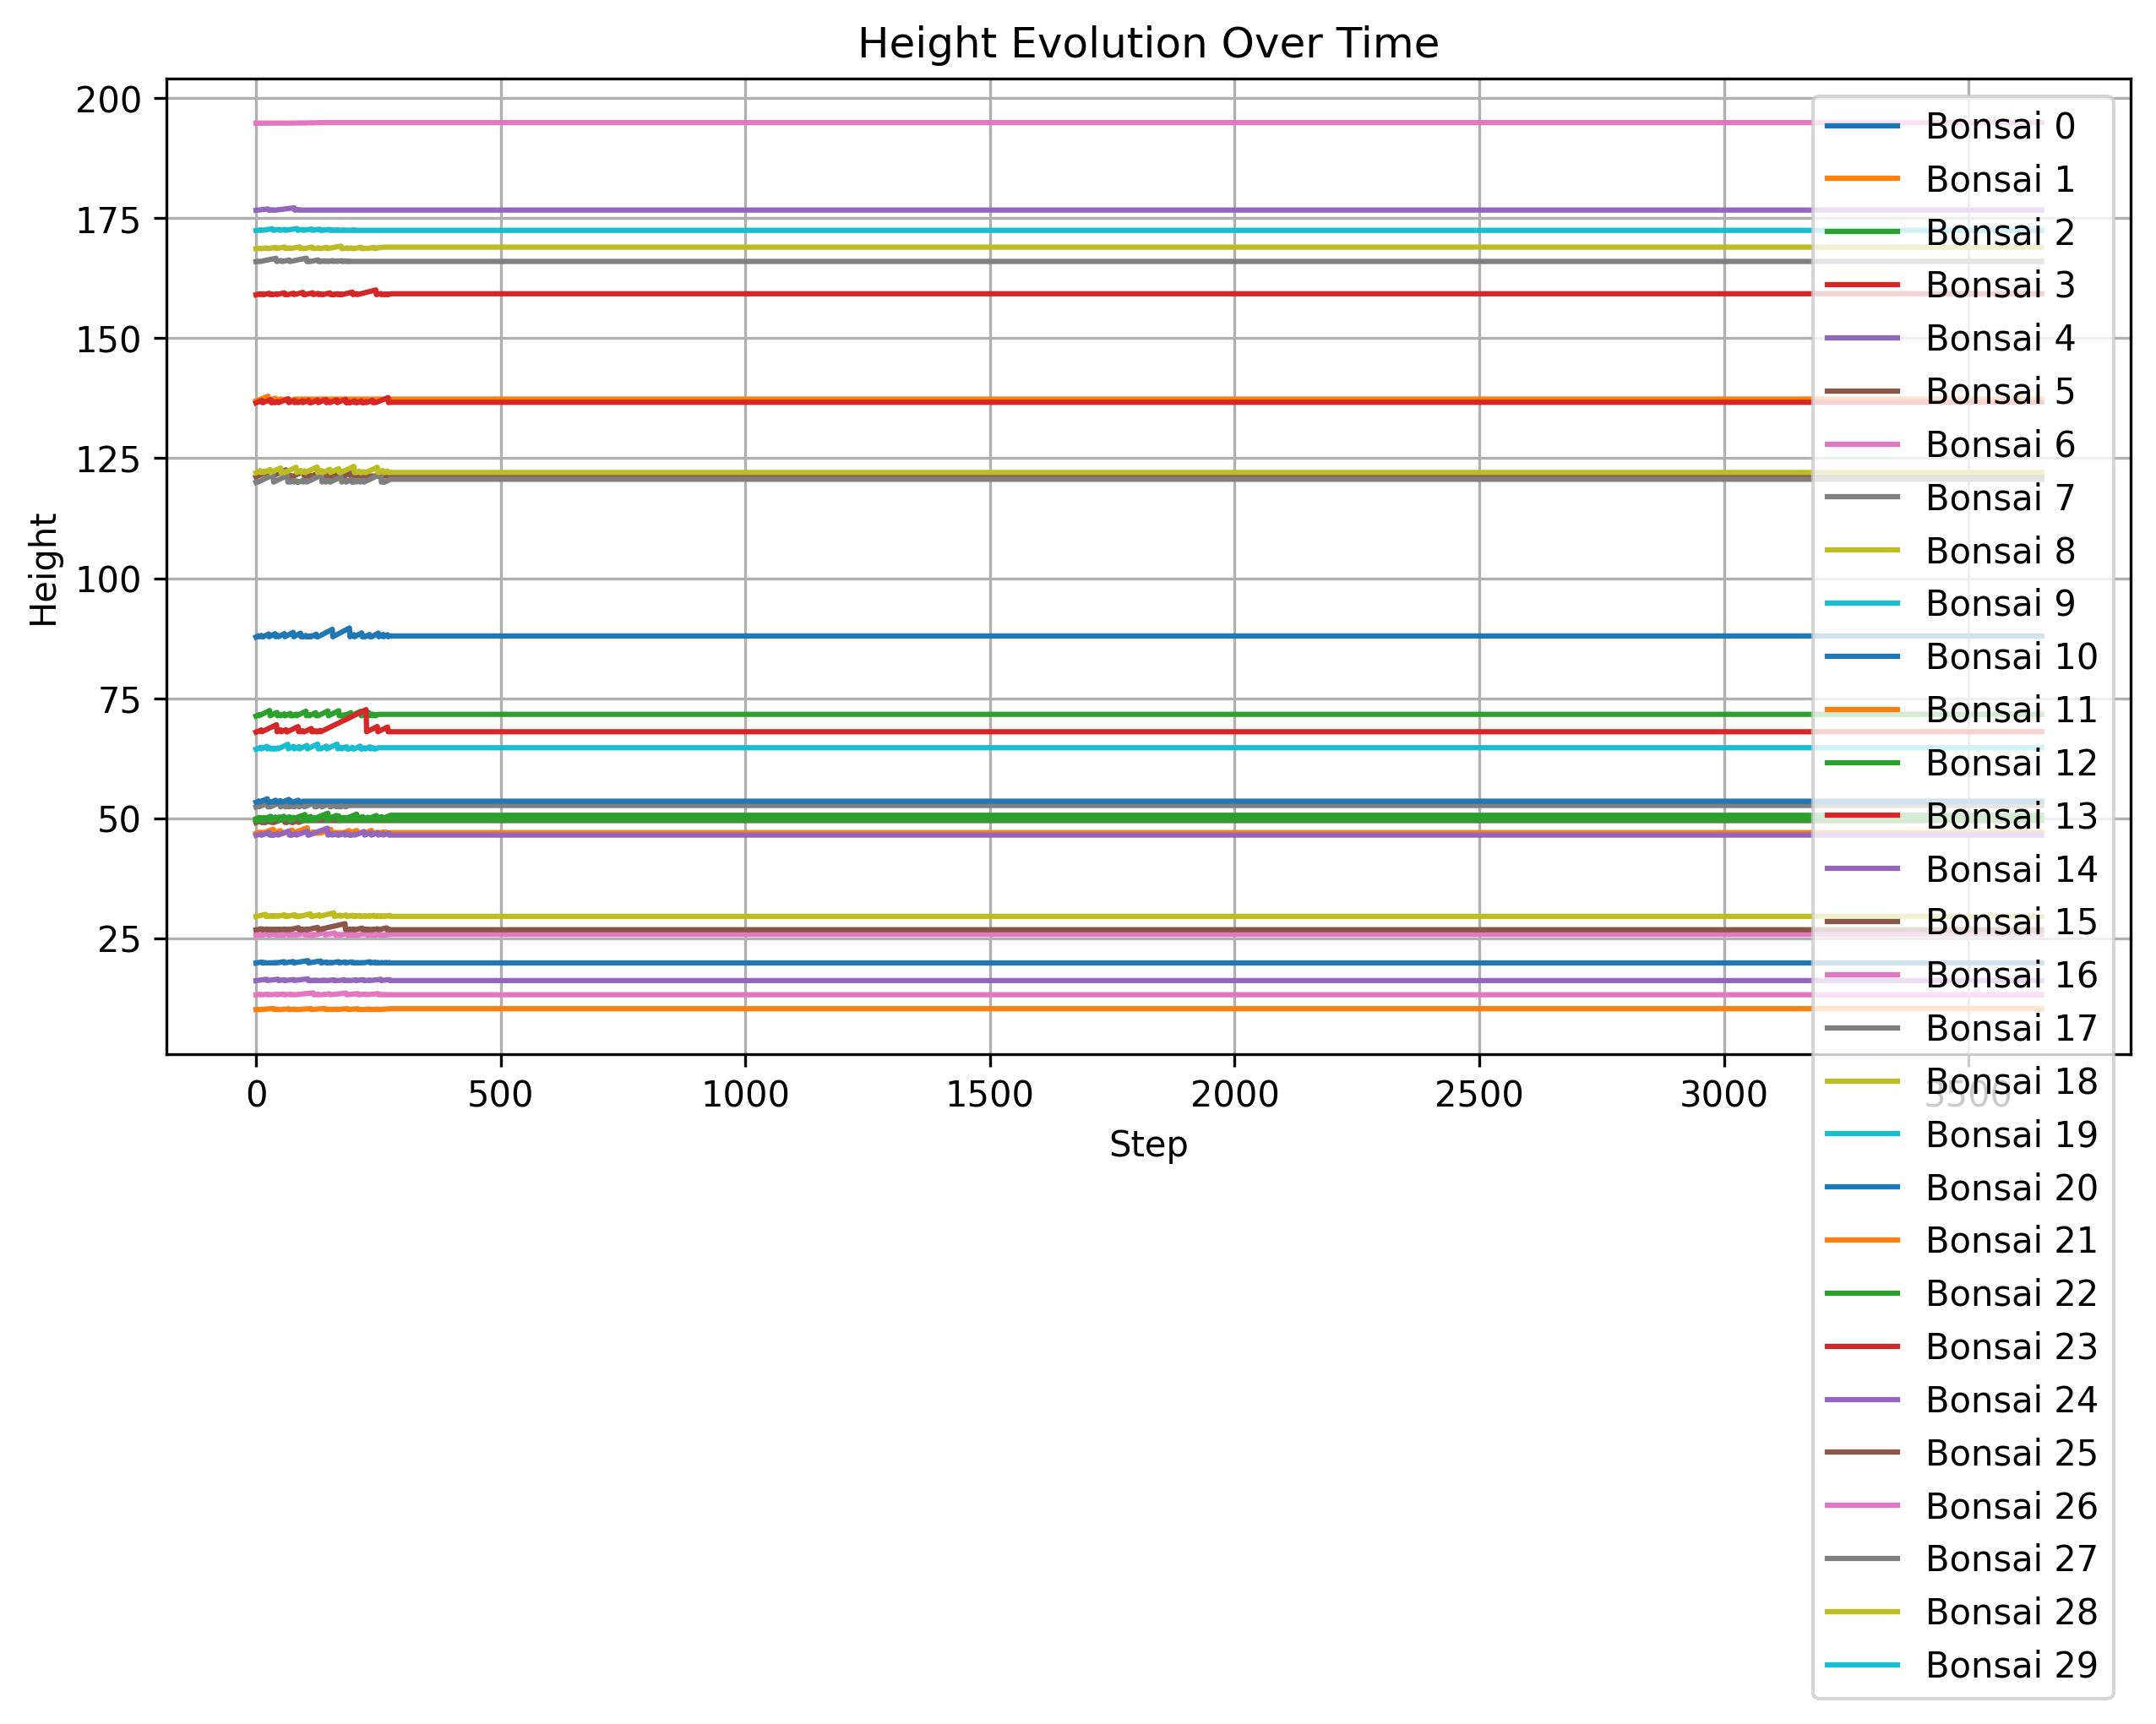 Height Evolution Over Time
Height
200
175
150
125
100
75
50
25
0
500
1000
1500
2000
2500
3000
3500
Step
Bonsai 0
Bonsai 1
Bonsai 2
Bonsai 3
Bonsai 4
Bonsai 5
Bonsai 6
Bonsai 7
Bonsai 8
Bonsai 9
Bonsai 10
Bonsai 11
Bonsai 12
Bonsai 13
Bonsai 14
Bonsai 15
Bonsai 16
Bonsai 17
Bonsai 18
Bonsai 19
Bonsai 20
Bonsai 21
Bonsai 22
Bonsai 23
Bonsai 24
Bonsai 25
Bonsai 26
Bonsai 27
Bonsai 28
Bonsai 29